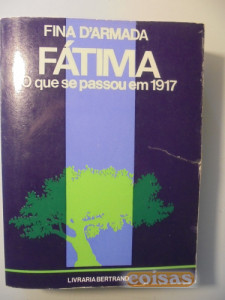 FINA D'ARMADA
FÁTIMA
O que se passou em 1917
LIVRARIA BERTRAND
coisas